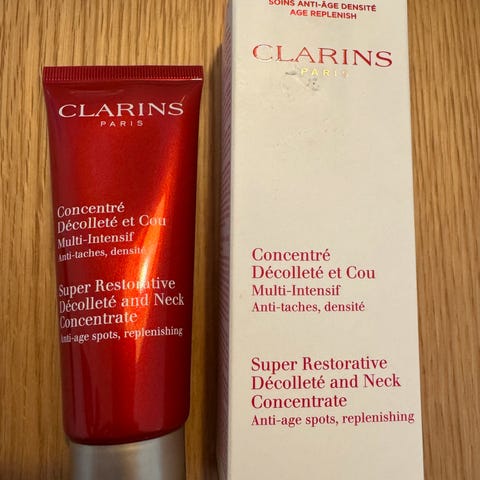 CLARINS
PARIS
Concentré
Décolleté et Cou
Multi-Intensif
Anti-taches, densité
Super Restorative
Décolleté and Neck
Concentrate
Anti-age spots, replenishing
SOINS ANTI-ÂGE DENSITÉ
AGE REPLENISH
CLARINS
PARIS
Concentré
Décolleté et Cou
Multi-Intensif
Anti-taches, densité
Super Restorative
Décolleté and Neck
Concentrate
Anti-age spots, replenishing